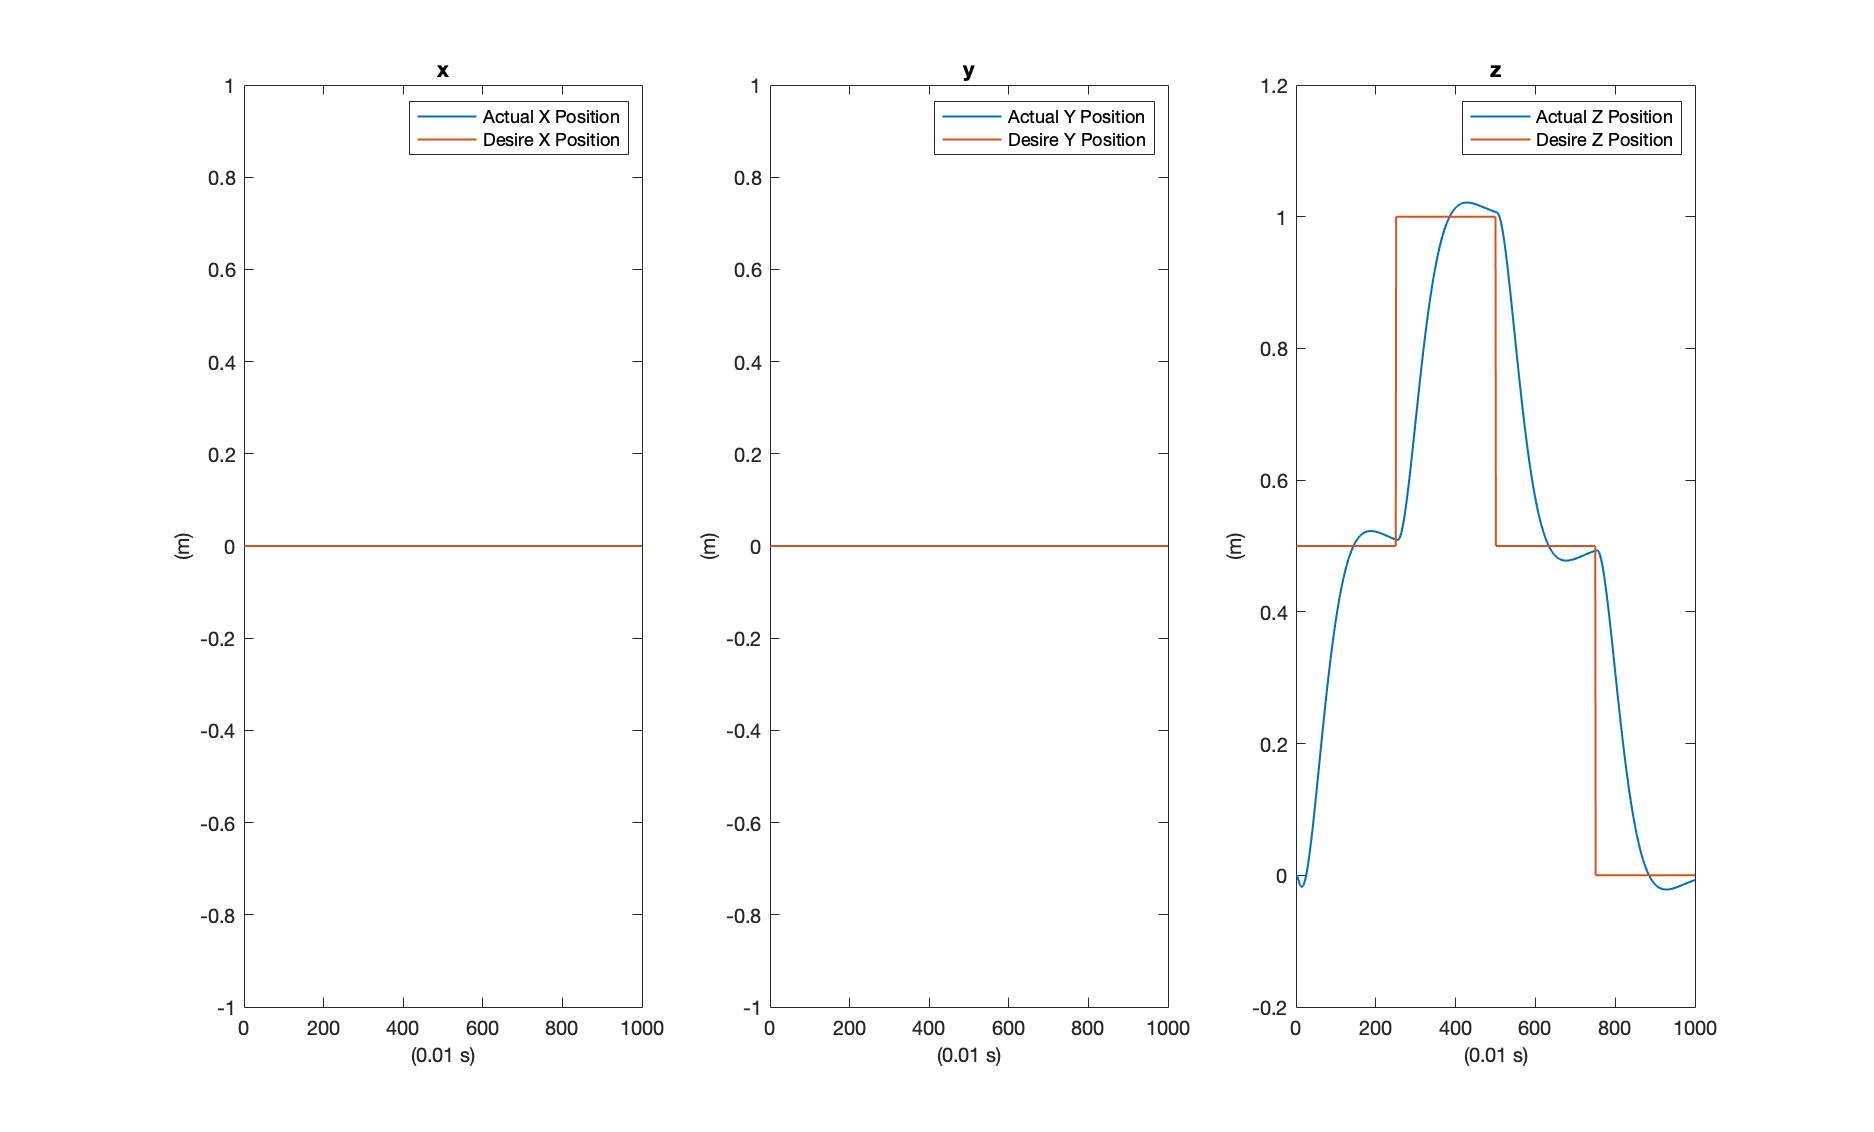 x
Actual X Position
Desire X Position
1
0.8
0.6
0.4
0.2
0
-0.2
-0.4
-0.6
-0.8
-1
(m)
0 200 400 600 800 1000
(0.01 s)
y
Actual Y Position
Desire Y Position
1
0.8
0.6
0.4
0.2
0
-0.2
-0.4
-0.6
-0.8
-1
(m)
0 200 400 600 800 1000
(0.01 s)
z
Actual Z Position
Desire Z Position
1.2
1
0.8
0.6
0.4
0.2
0
-0.2
(m)
0 200 400 600 800 1000
(0.01 s)